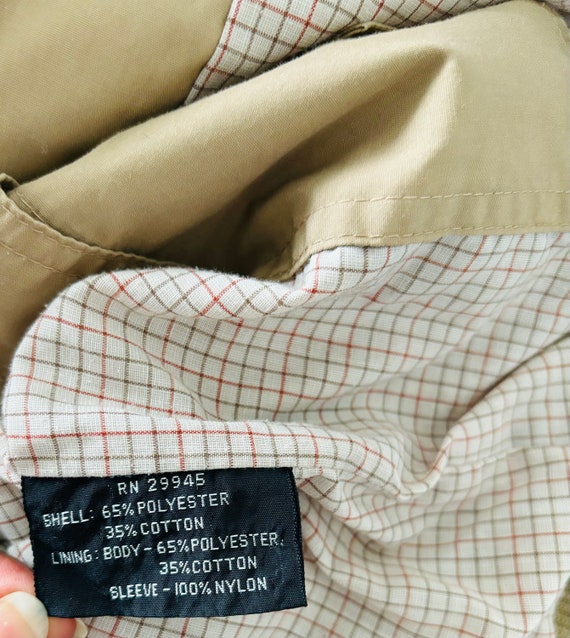 RN 29945
SHELL: 65% POLYESTER
35% COTTON
LINING: BODY - 65% POLYESTER.
35% COTTON
SLEEVE - 100% NYLON